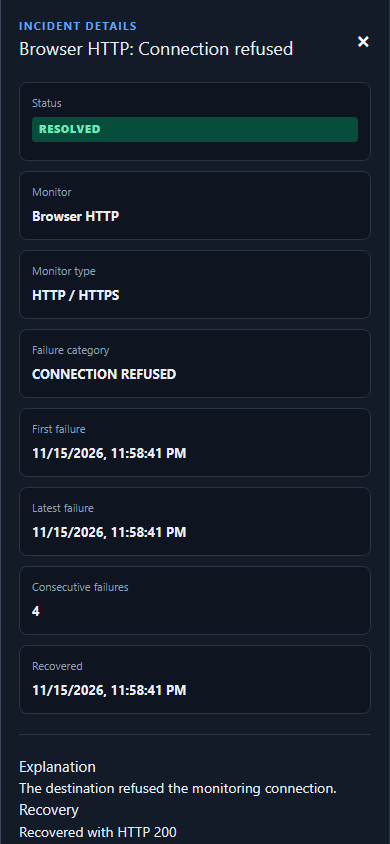 INCIDENT DETAILS
Browser HTTP: Connection refused
×
Status
RESOLVED
Monitor
Browser HTTP
Monitor type
HTTP / HTTPS
Failure category
CONNECTION REFUSED
First failure
11/15/2026, 11:58:41 PM
Latest failure
11/15/2026, 11:58:41 PM
Consecutive failures
4
Recovered
11/15/2026, 11:58:41 PM
Explanation
The destination refused the monitoring connection.
Recovery
Recovered with HTTP 200